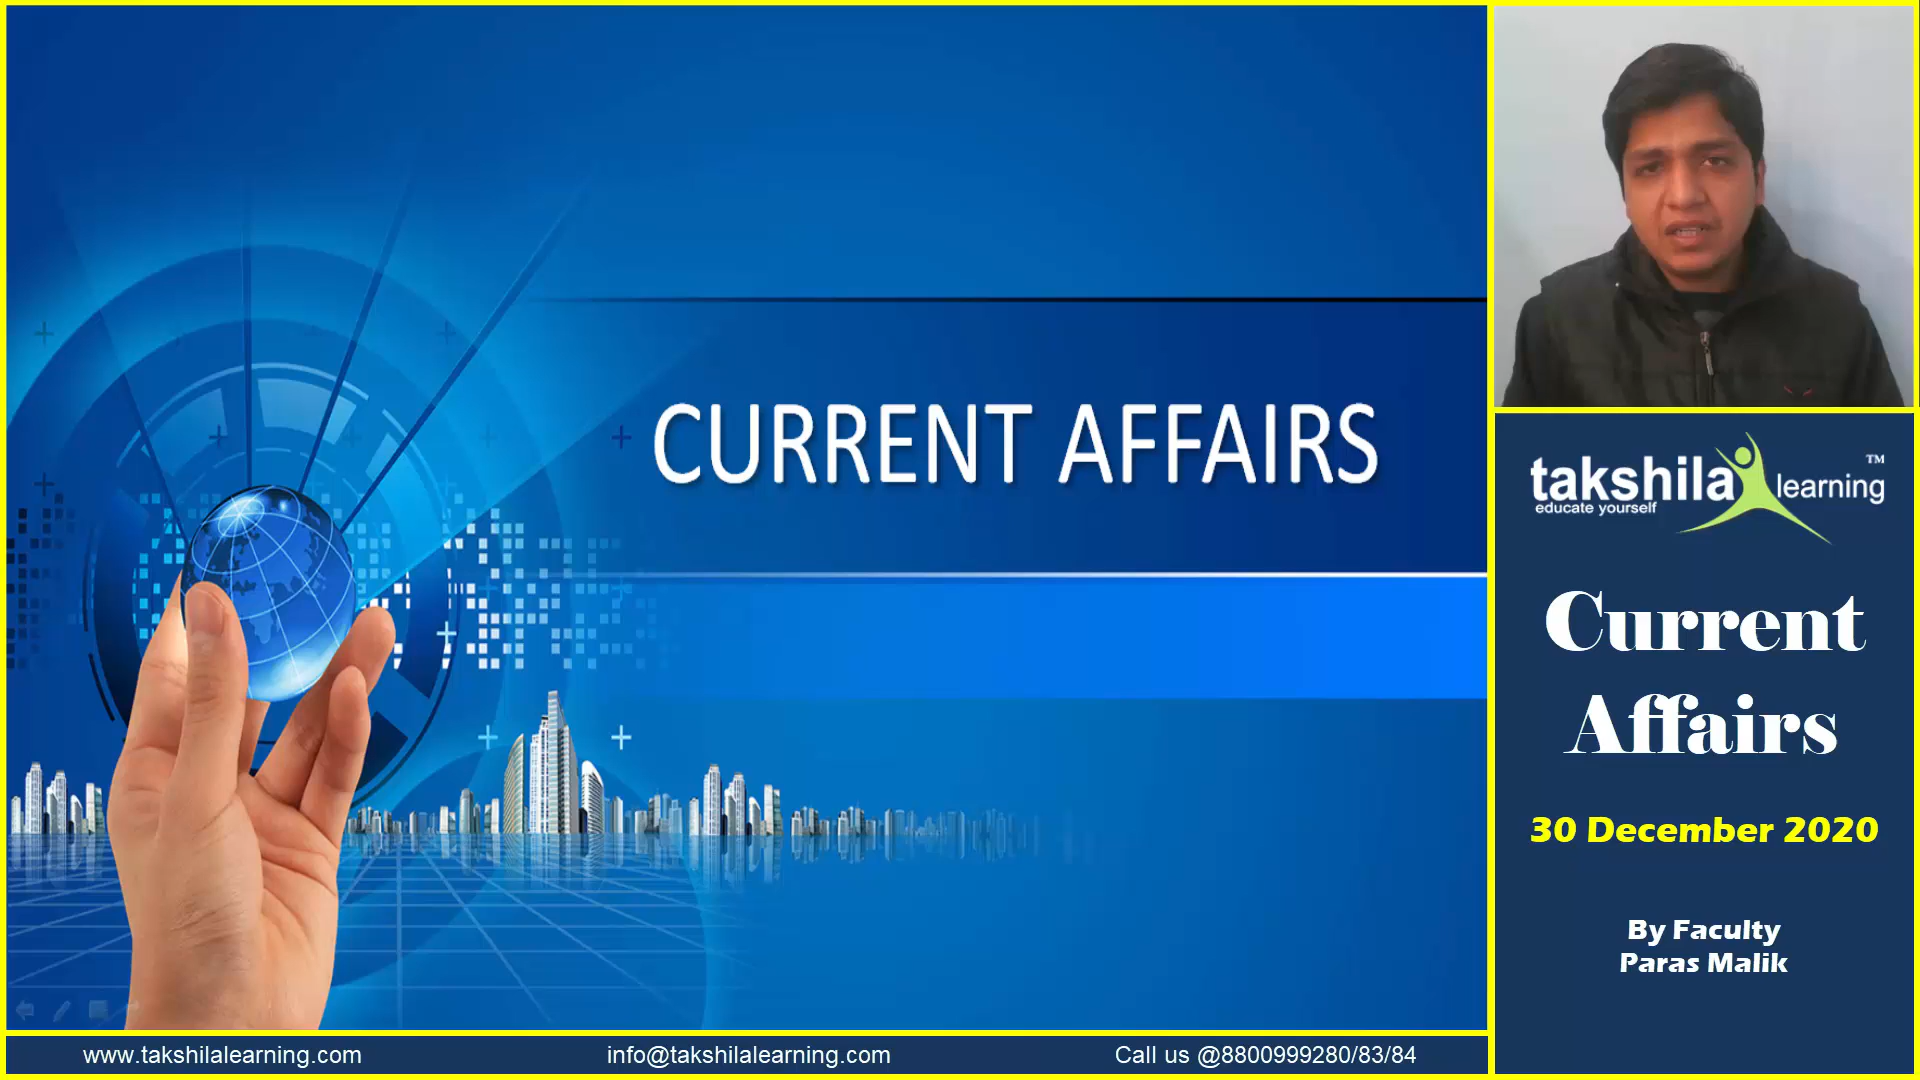 CURRENT AFFAIRS
takshila learning ™
educate yourself
Current
Affairs
30 December 2020
By Faculty
Paras Malik
www.takshilalearning.com
info@takshilalearning.com
Call us @8800999280/83/84